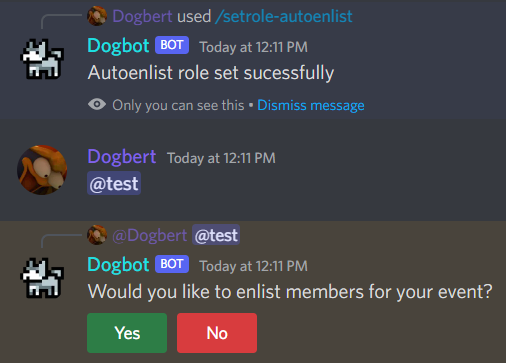 Dogbert used /setrole-autoenlist
Dogbot BOT Today at 12:11 PM
Autoenlist role set sucessfully
Only you can see this • Dismiss message
Dogbert Today at 12:11 PM
@test
@Dogbert @test
Dogbot BOT Today at 12:11 PM
Would you like to enlist members for your event?
Yes No